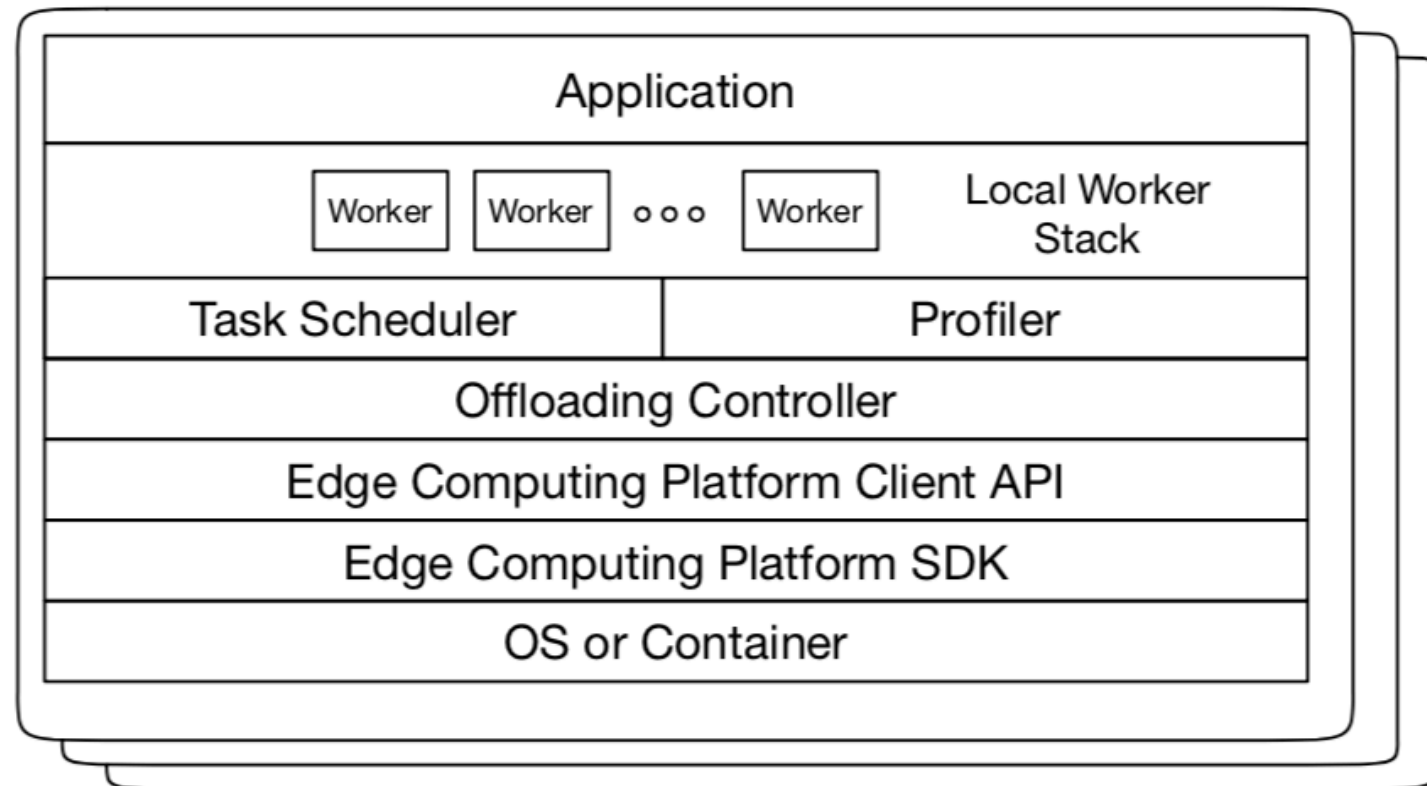 Application
Worker Worker ooo Worker
Local Worker
Stack
Task Scheduler
Profiler
Offloading Controller
Edge Computing Platform Client API
Edge Computing Platform SDK
OS or Container